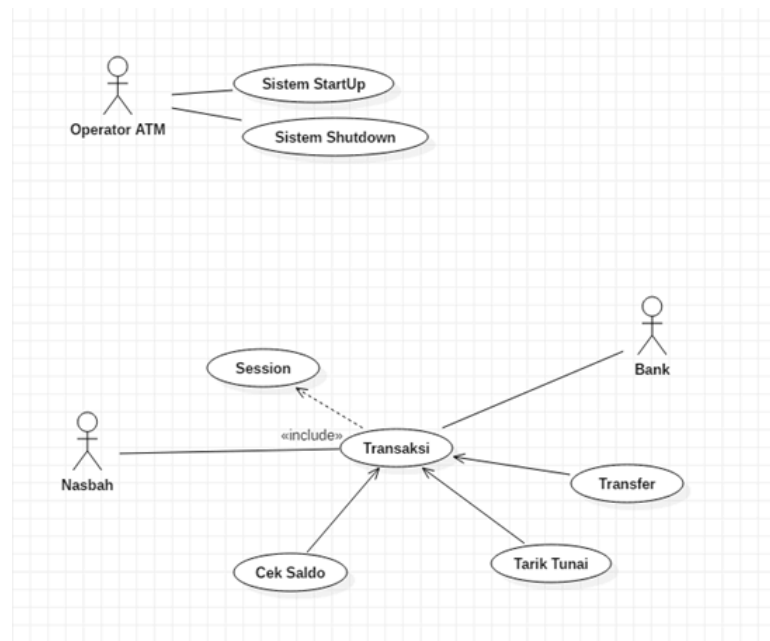 Sistem StartUp
Operator ATM
Sistem Shutdown
Bank
Session
«include»
Transaksi
Nasbah
Transfer
Tarik Tunai
Cek Saldo